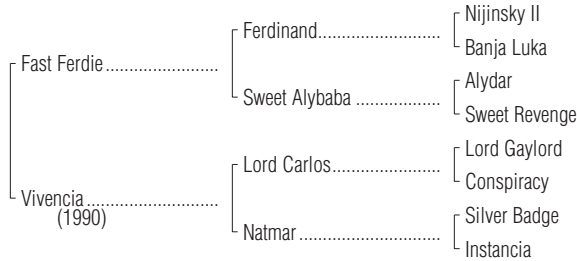 Nijinsky II
Ferdinand
Banja Luka
Fast Ferdie
Alydar
Sweet Alybaba
Sweet Revenge
Lord Gaylord
Lord Carlos
Conspiracy
Vivencia
(1990)
Silver Badge
Natmar
Instancia